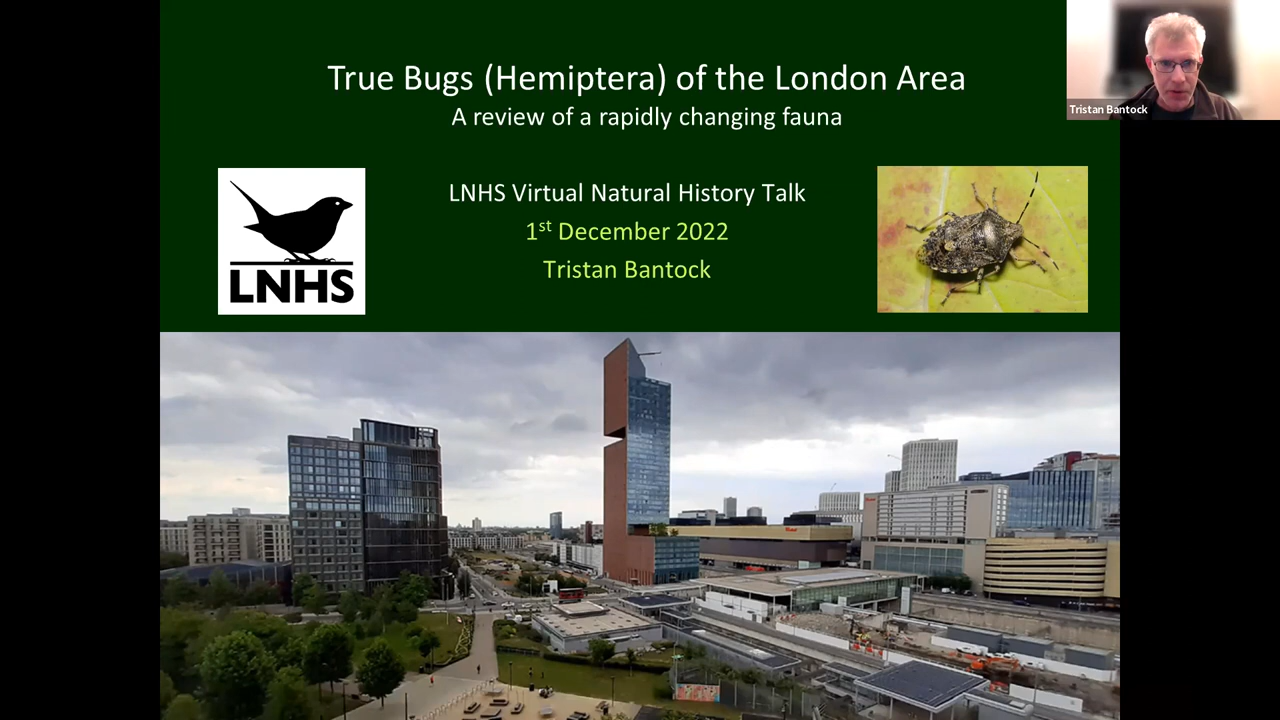 True Bugs (Hemiptera) of the London Area
A review of a rapidly changing fauna
LNHS Virtual Natural History Talk
1st December 2022
Tristan Bantock
LNHS
Tristan Bantock